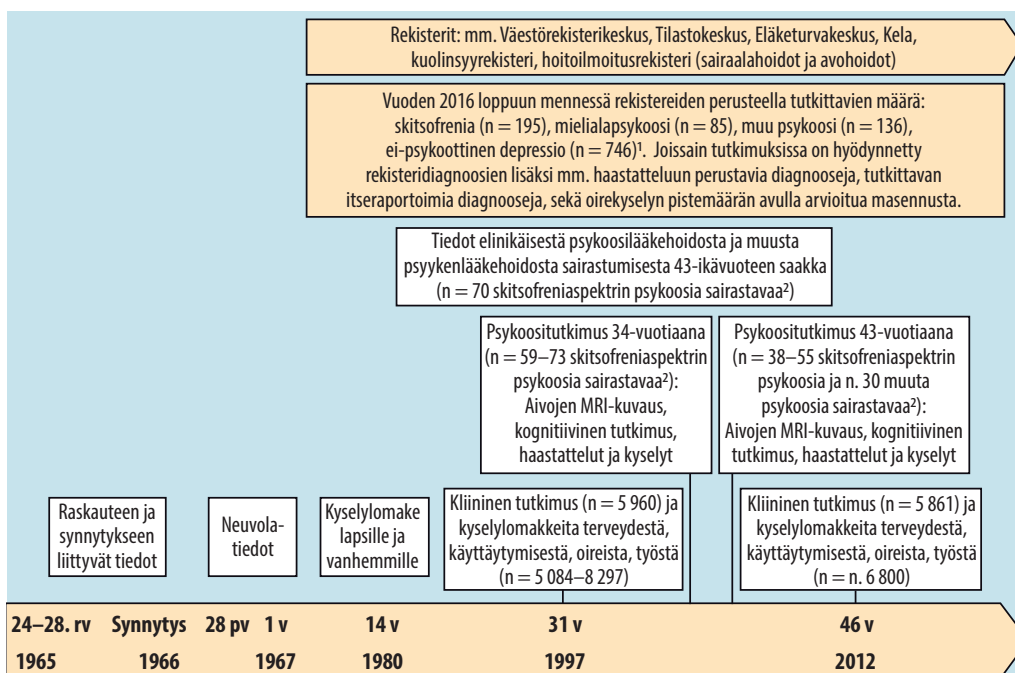 Rekisterit: mm. Väestörekisterikeskus, Tilastokeskus, Eläketurvakeskus, Kela,
kuolinsyyrekisteri, hoitoilmoitusrekisteri (sairaalahoidot ja avohoidot)
Vuoden 2016 loppuun mennessä rekistereiden perusteella tutkittavien määrä:
skitsofrenia (n = 195), mielialapsykoosi (n = 85), muu psykoosi (n = 136),
ei-psykoottinen depressio (n = 746)¹. Joissain tutkimuksissa on hyödynnetty
rekisteridiagnoosien lisäksi mm. haastatteluun perustavia diagnooseja, tutkittavan
itseraportoimia diagnooseja, sekä oirekyselyn pistemäärän avulla arvioitua masennusta.
Tiedot elinikäisestä psykoosilääkehoidosta ja muusta
psyykenlääkehoidosta sairastumisesta 43-ikävuoteen saakka
(n = 70 skitsofreniaspektrin psykoosia sairastavaa²)
Psykoositutkimus 34-vuotiaana
(n = 59–73 skitsofreniaspektrin
psykoosia sairastavaa²):
Aivojen MRI-kuvaus,
kognitiivinen tutkimus,
haastattelut ja kyselyt
Psykoositutkimus 43-vuotiaana
(n = 38–55 skitsofreniaspektrin
psykoosia ja n. 30 muuta
psykoosia sairastavaa²):
Aivojen MRI-kuvaus, kognitiivinen
tutkimus, haastattelut ja kyselyt
Raskauteen ja
synnytykseen
liittyvät tiedot
Neuvola-
tiedot
Kyselylomake
lapsille ja
vanhemmille
Kliininen tutkimus (n = 5 960) ja
kyselylomakkeita terveydestä,
käyttäytymisestä, oireista, työstä
(n = 5 084–8 297)
Kliininen tutkimus (n = 5 861) ja
kyselylomakkeita terveydestä,
käyttäytymisestä, oireista, työstä
(n = n. 6 800)
24–28. rv Synnytys 28 pv 1 v 14 v 31 v 46 v
1965 1966 1967 1980 1997 2012